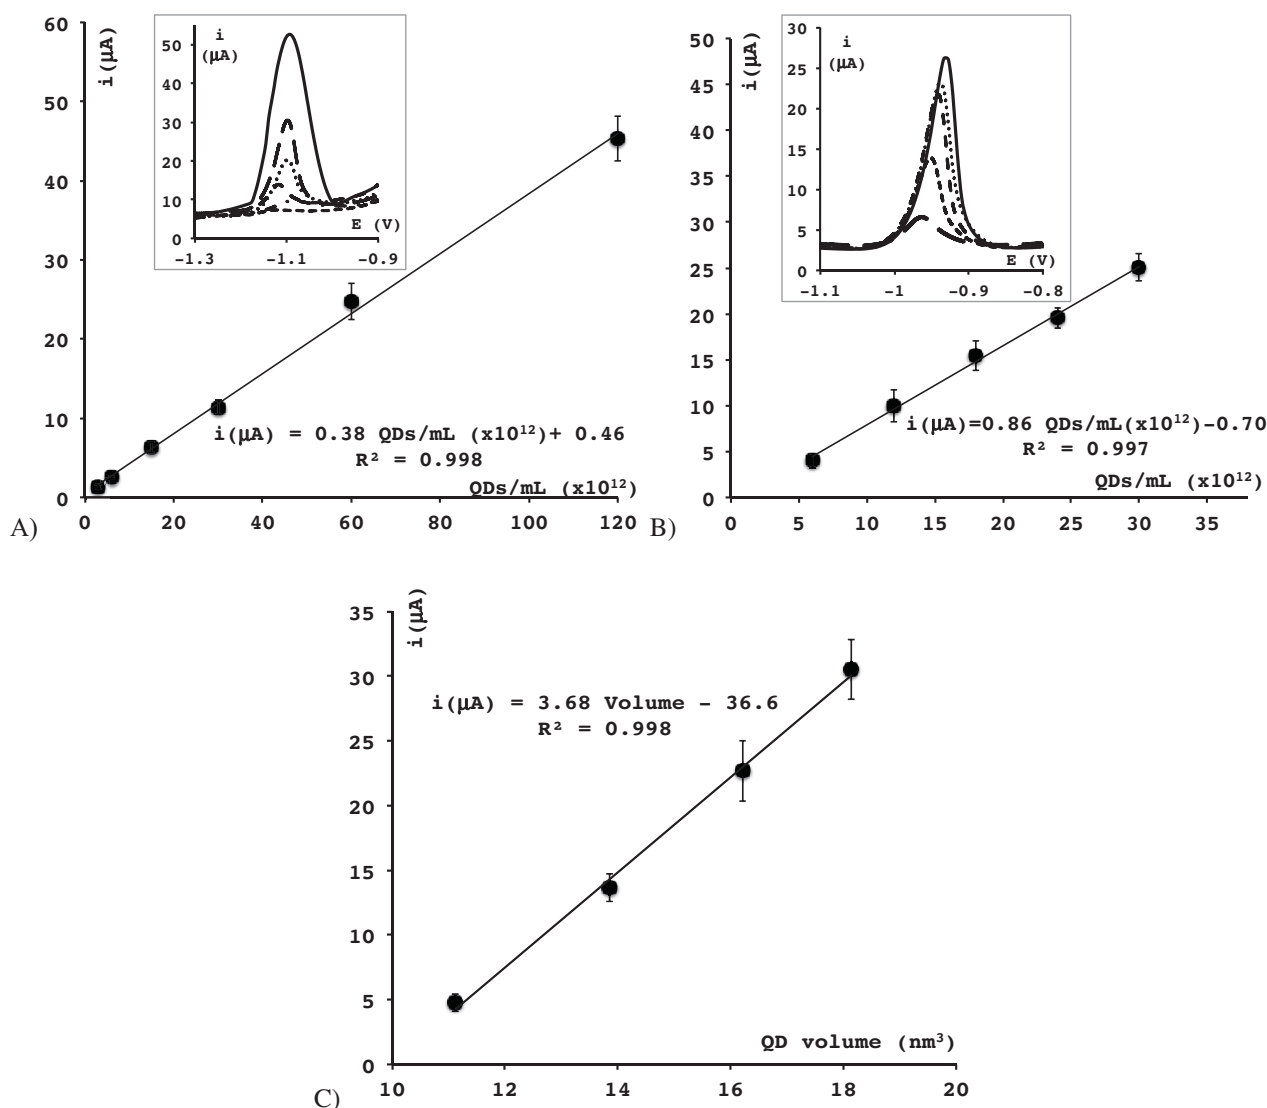 60
50
40
30
20
10
0
i(µA)
i
(µA)
50
40
30
20
10
0
E (V)
−1.3 −1.1 −0.9
i(µA) = 0.38 QDs/mL (x10¹²)+ 0.46
R² = 0.998
QDs/mL (x10¹²)
0 20 40 60 80 100 120
A)
50
45
40
35
30
25
20
15
10
5
0
i(µA)
30
25
20
15
10
5
0
i
(µA)
E (V)
−1.1 −1 −0.9 −0.8
i(µA)=0.86 QDs/mL(x10¹²)−0.70
R² = 0.997
QDs/mL (x10¹²)
0 5 10 15 20 25 30 35
B)
35
30
25
20
15
10
5
0
i(µA)
i(µA) = 3.68 Volume − 36.6
R² = 0.998
QD volume (nm³)
10 12 14 16 18 20
C)